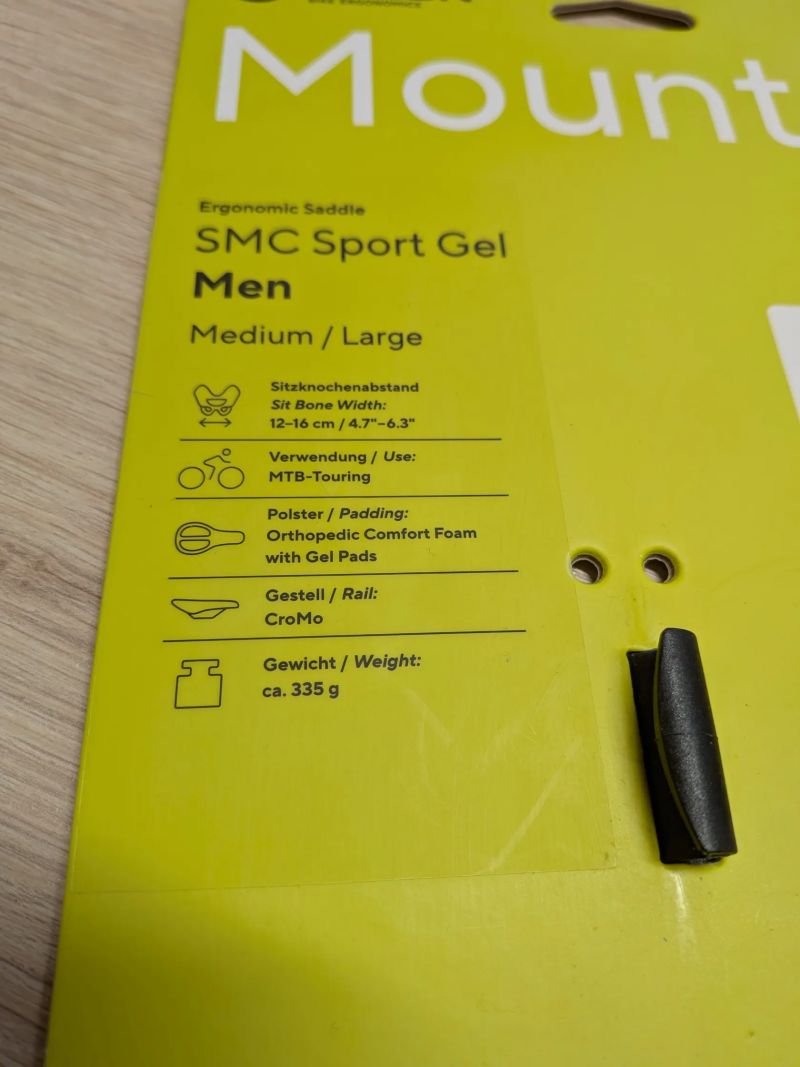 BIKE ERGONOMICS
Mount
Ergonomic Saddle
SMC Sport Gel
Men
Medium / Large
Sitzknochenabstand
Sit Bone Width:
12–16 cm / 4.7"–6.3"
Verwendung / Use:
MTB-Touring
Polster / Padding:
Orthopedic Comfort Foam
with Gel Pads
Gestell / Rail:
CroMo
Gewicht / Weight:
ca. 335 g